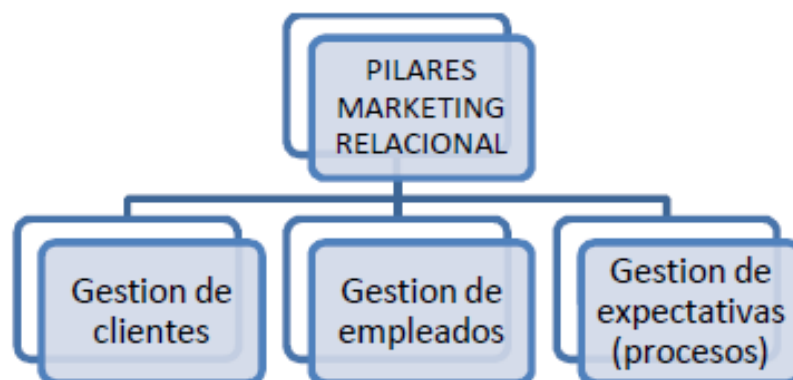 PILARES
MARKETING
RELACIONAL
Gestion de
clientes
Gestion de
empleados
Gestion de
expectativas
(procesos)